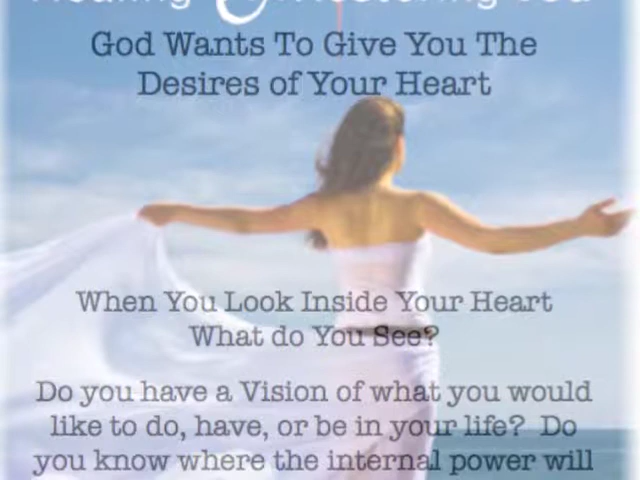 God Wants To Give You The
Desires of Your Heart
When You Look Inside Your Heart
What do You See?
Do you have a Vision of what you would
like to do, have, or be in your life? Do
you know where the internal power will